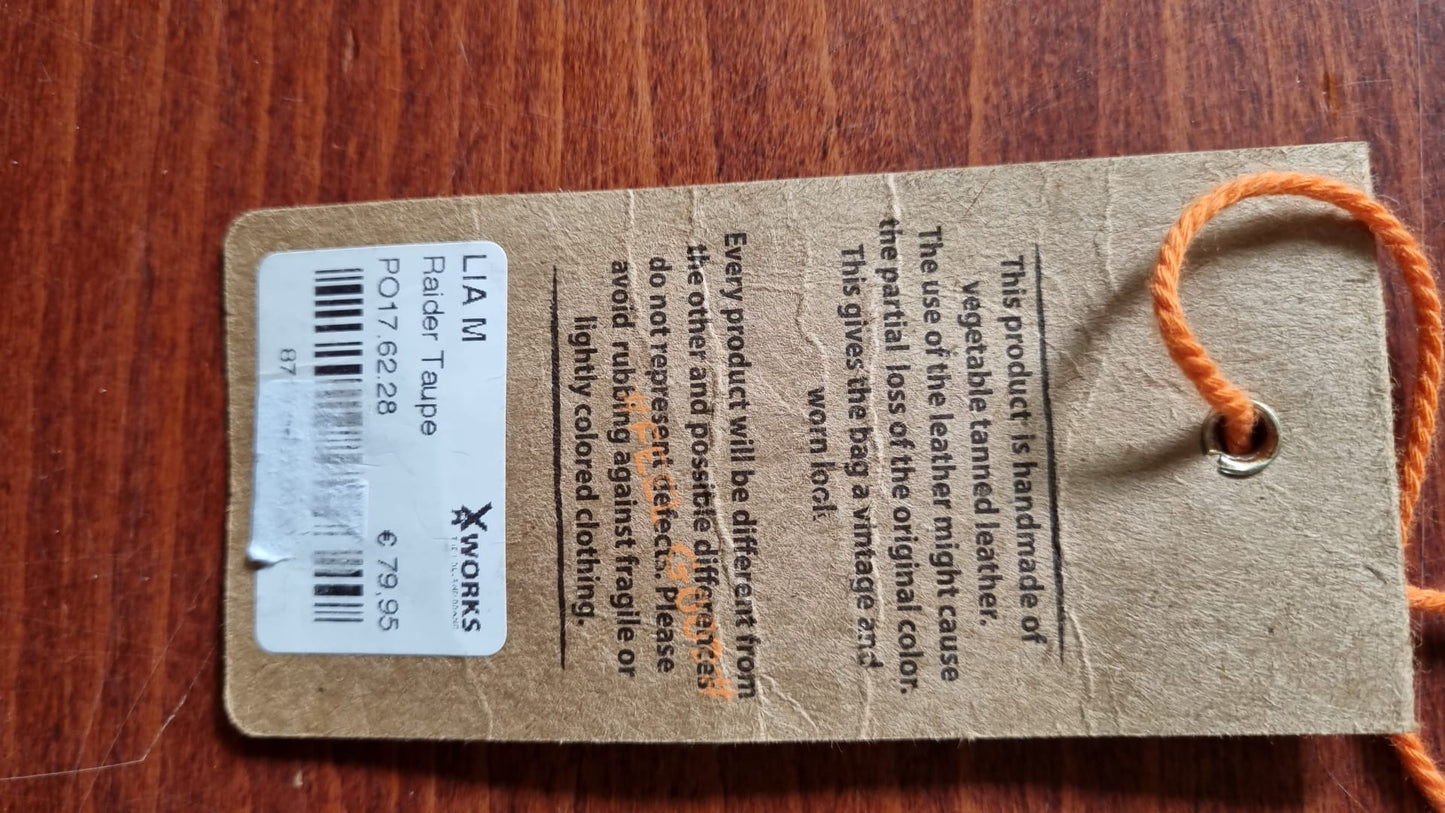 This product is handmade of
vegetable tanned leather.
The use of the leather might cause
the partial loss of the original color.
This gives the bag a vintage and
worn look
Every product will be different from
the other and possible differences
do not represent defects. Please
avoid rubbing against fragile or
lightly colored clothing.
LIA M
XWORKS
Raider Taupe
PO17.62.28 € 79,95
87